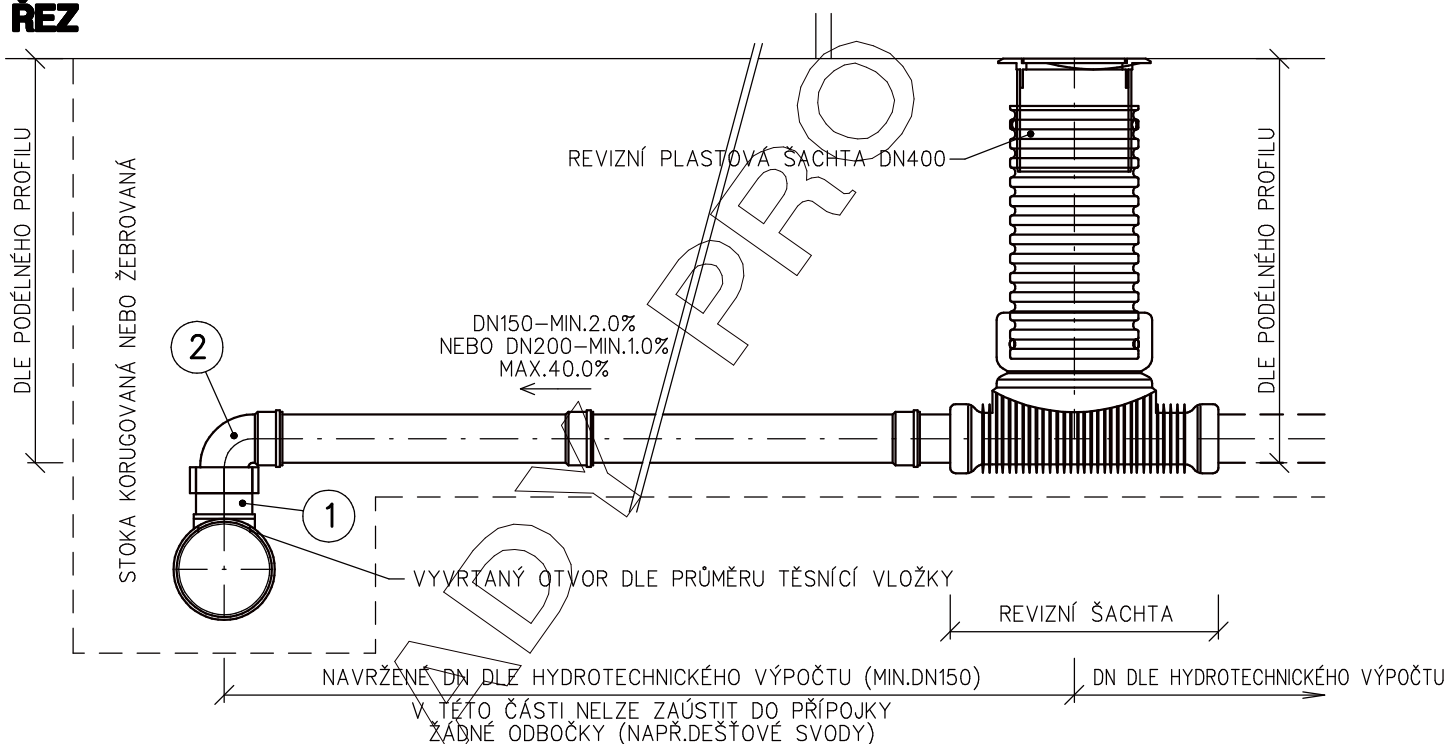 ŘEZ
DLE PODÉLNÉHO PROFILU
STOKA KORUGOVANÁ NEBO ŽEBROVANÁ
REVIZNÍ PLASTOVÁ ŠACHTA DN400
DLE PODÉLNÉHO PROFILU
DN150-MIN.2.0%
NEBO DN200-MIN.1.0%
MAX.40.0%
2
1
VYVRTANÝ OTVOR DLE PRŮMĚRU TĚSNÍCÍ VLOŽKY
REVIZNÍ ŠACHTA
NAVRŽENÉ DN DLE HYDROTECHNICKÉHO VÝPOČTU (MIN.DN150)
DN DLE HYDROTECHNICKÉHO VÝPOČTU
V TÉTO ČÁSTI NELZE ZAÚSTIT DO PŘÍPOJKY
ŽÁDNÉ ODBOČKY (NAPŘ.DEŠŤOVÉ SVODY)
ADY PRO